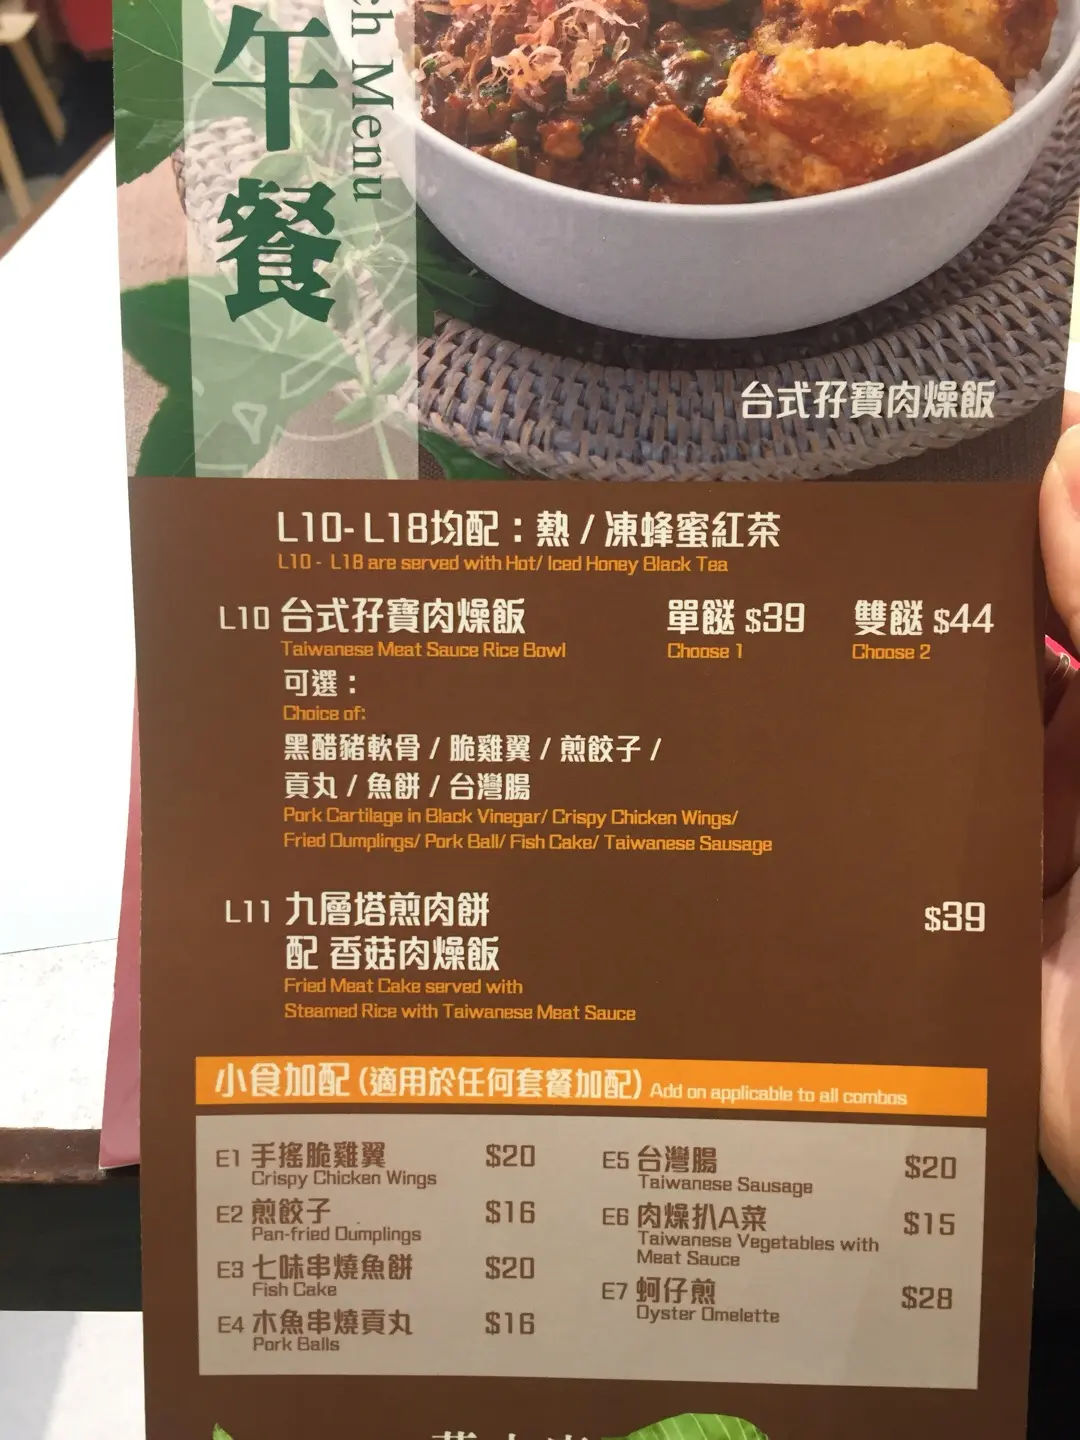 午餐
ch Menu
台式孖寶肉燥飯
L10- L18均配：熱 / 凍蜂蜜紅茶
L10 - L18 are served with Hot/ Iced Honey Black Tea
L10 台式孖寶肉燥飯 單餸 $39 雙餸 $44
Taiwanese Meat Sauce Rice Bowl Choose 1 Choose 2
可選：
Choice of:
黑醋豬軟骨 / 脆雞翼 / 煎餃子 /
貢丸 / 魚餅 / 台灣腸
Pork Cartilage in Black Vinegar/ Crispy Chicken Wings/
Fried Dumplings/ Pork Ball/ Fish Cake/ Taiwanese Sausage
L11 九層塔煎肉餅 $39
配 香菇肉燥飯
Fried Meat Cake served with
Steamed Rice with Taiwanese Meat Sauce
小食加配 (適用於任何套餐加配) Add on applicable to all combos
E1 手搖脆雞翼 $20
Crispy Chicken Wings
E2 煎餃子 $16
Pan-fried Dumplings
E3 七味串燒魚餅 $20
Fish Cake
E4 木魚串燒貢丸 $16
Pork Balls
E5 台灣腸 $20
Taiwanese Sausage
E6 肉燥扒A菜 $15
Taiwanese Vegetables with
Meat Sauce
E7 蚵仔煎 $28
Oyster Omelette